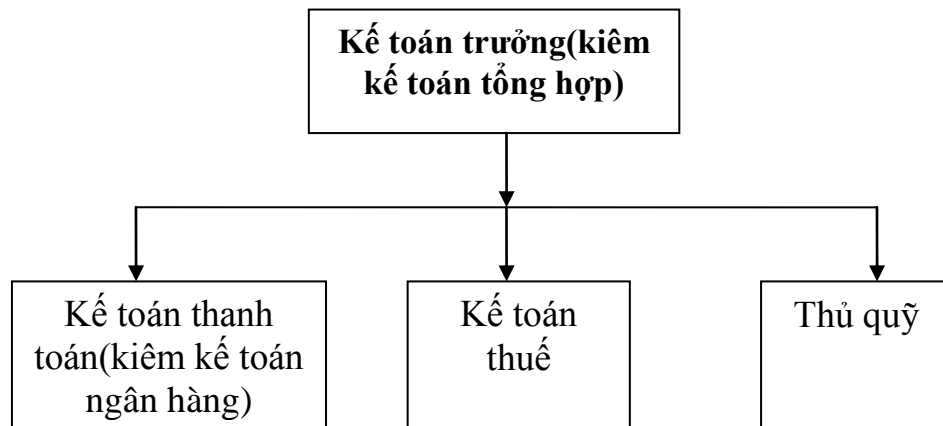 Kế toán trưởng(kiêm
kế toán tổng hợp)
Kế toán thanh
toán(kiêm kế toán
ngân hàng)
Kế toán
thuế
Thủ quỹ